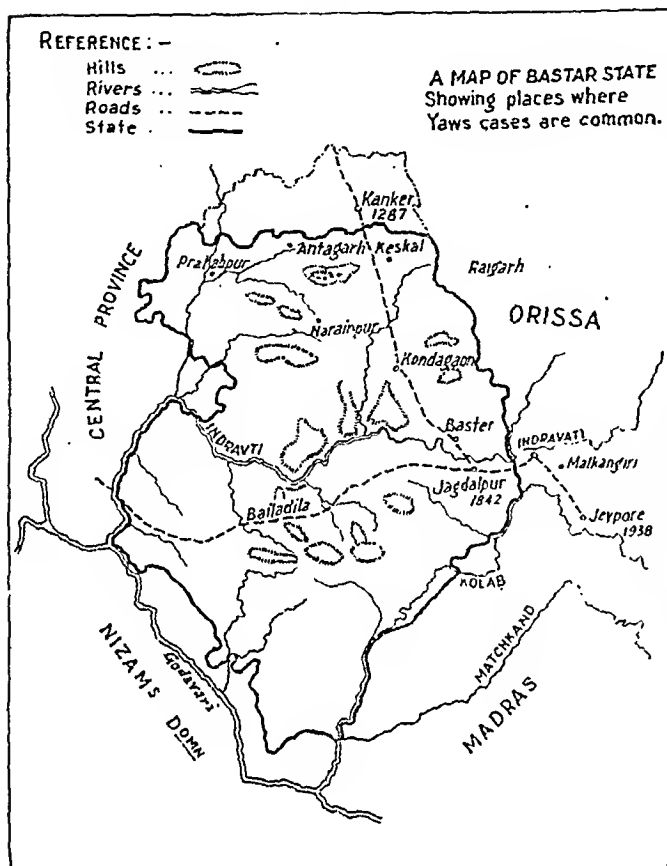 REFERENCE: –
Hills ...
Rivers ...
Roads ..
State .
A MAP OF BASTAR STATE
Showing places where
Yaws cases are common.
Kanker
1287
Antagarh
Keskal
Raigarh
ORISSA
CENTRAL PROVINCE
Narainpur
Kondagaon
Baster
INDRAVTI
INDRAVATI
Malkangiri
Bailadila
Jagdalpur
1842
Jeypore
1938
KOLAB
MATCHKAND
NIZAMS DOMN
Godavari
MADRAS